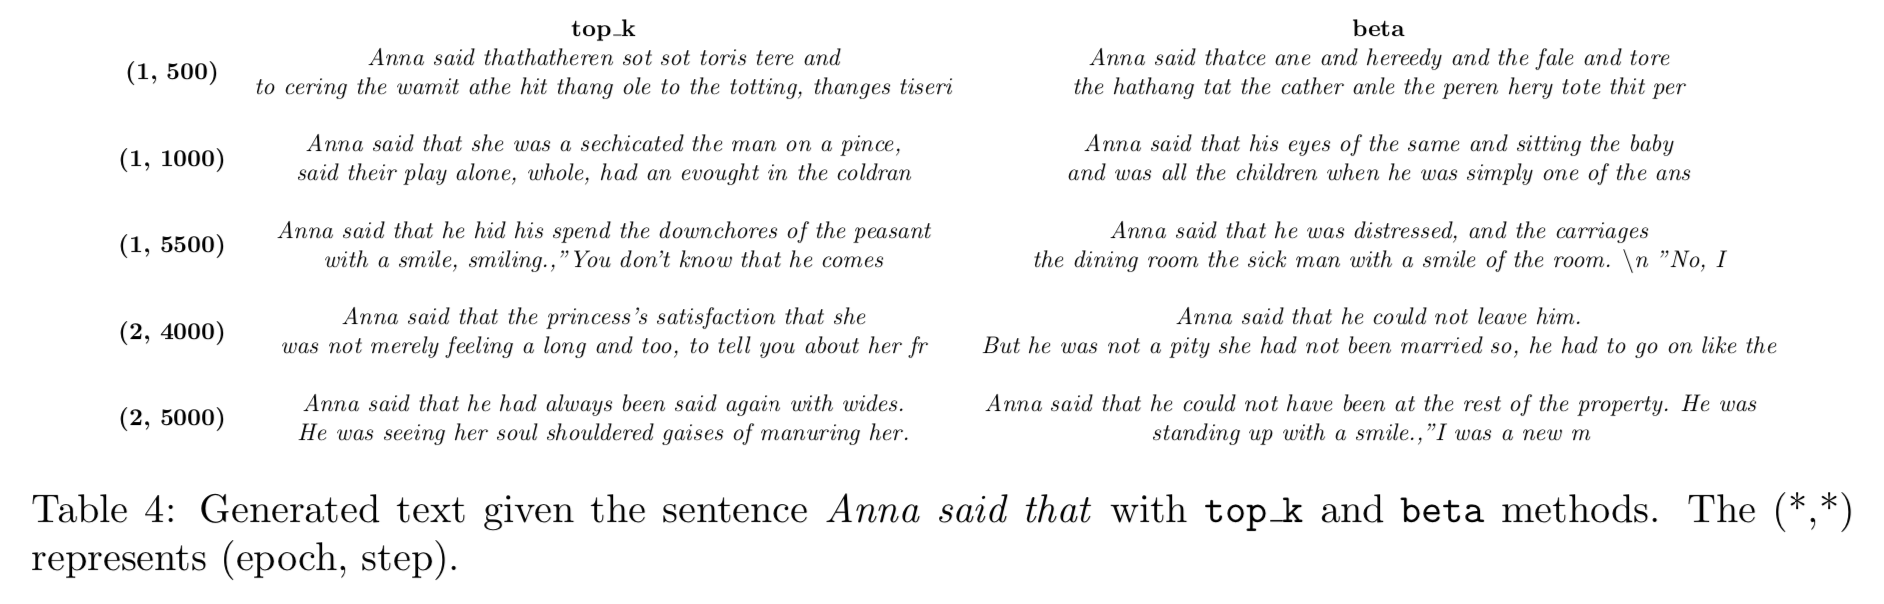 top_k beta
Anna said thathatheren sot sot toris tere and
to cering the wamit athe hit thang ole to the totting, thanges tiseri
(1, 500)
Anna said thatce ane and hereedy and the fale and tore
the hathang tat the cather anle the peren hery tote thit per
Anna said that she was a sechicated the man on a pince,
said their play alone, whole, had an evought in the coldran
(1, 1000)
Anna said that his eyes of the same and sitting the baby
and was all the children when he was simply one of the ans
Anna said that he hid his spend the downchores of the peasant
with a smile, smiling.,”You don’t know that he comes
(1, 5500)
Anna said that he was distressed, and the carriages
the dining room the sick man with a smile of the room. \n ”No, I
Anna said that the princess’s satisfaction that she
was not merely feeling a long and too, to tell you about her fr
(2, 4000)
Anna said that he could not leave him.
But he was not a pity she had not been married so, he had to go on like the
Anna said that he had always been said again with wides.
He was seeing her soul shouldered gaises of manuring her.
(2, 5000)
Anna said that he could not have been at the rest of the property. He was
standing up with a smile.,”I was a new m
Table 4: Generated text given the sentence Anna said that with top_k and beta methods. The (*,*)
represents (epoch, step).